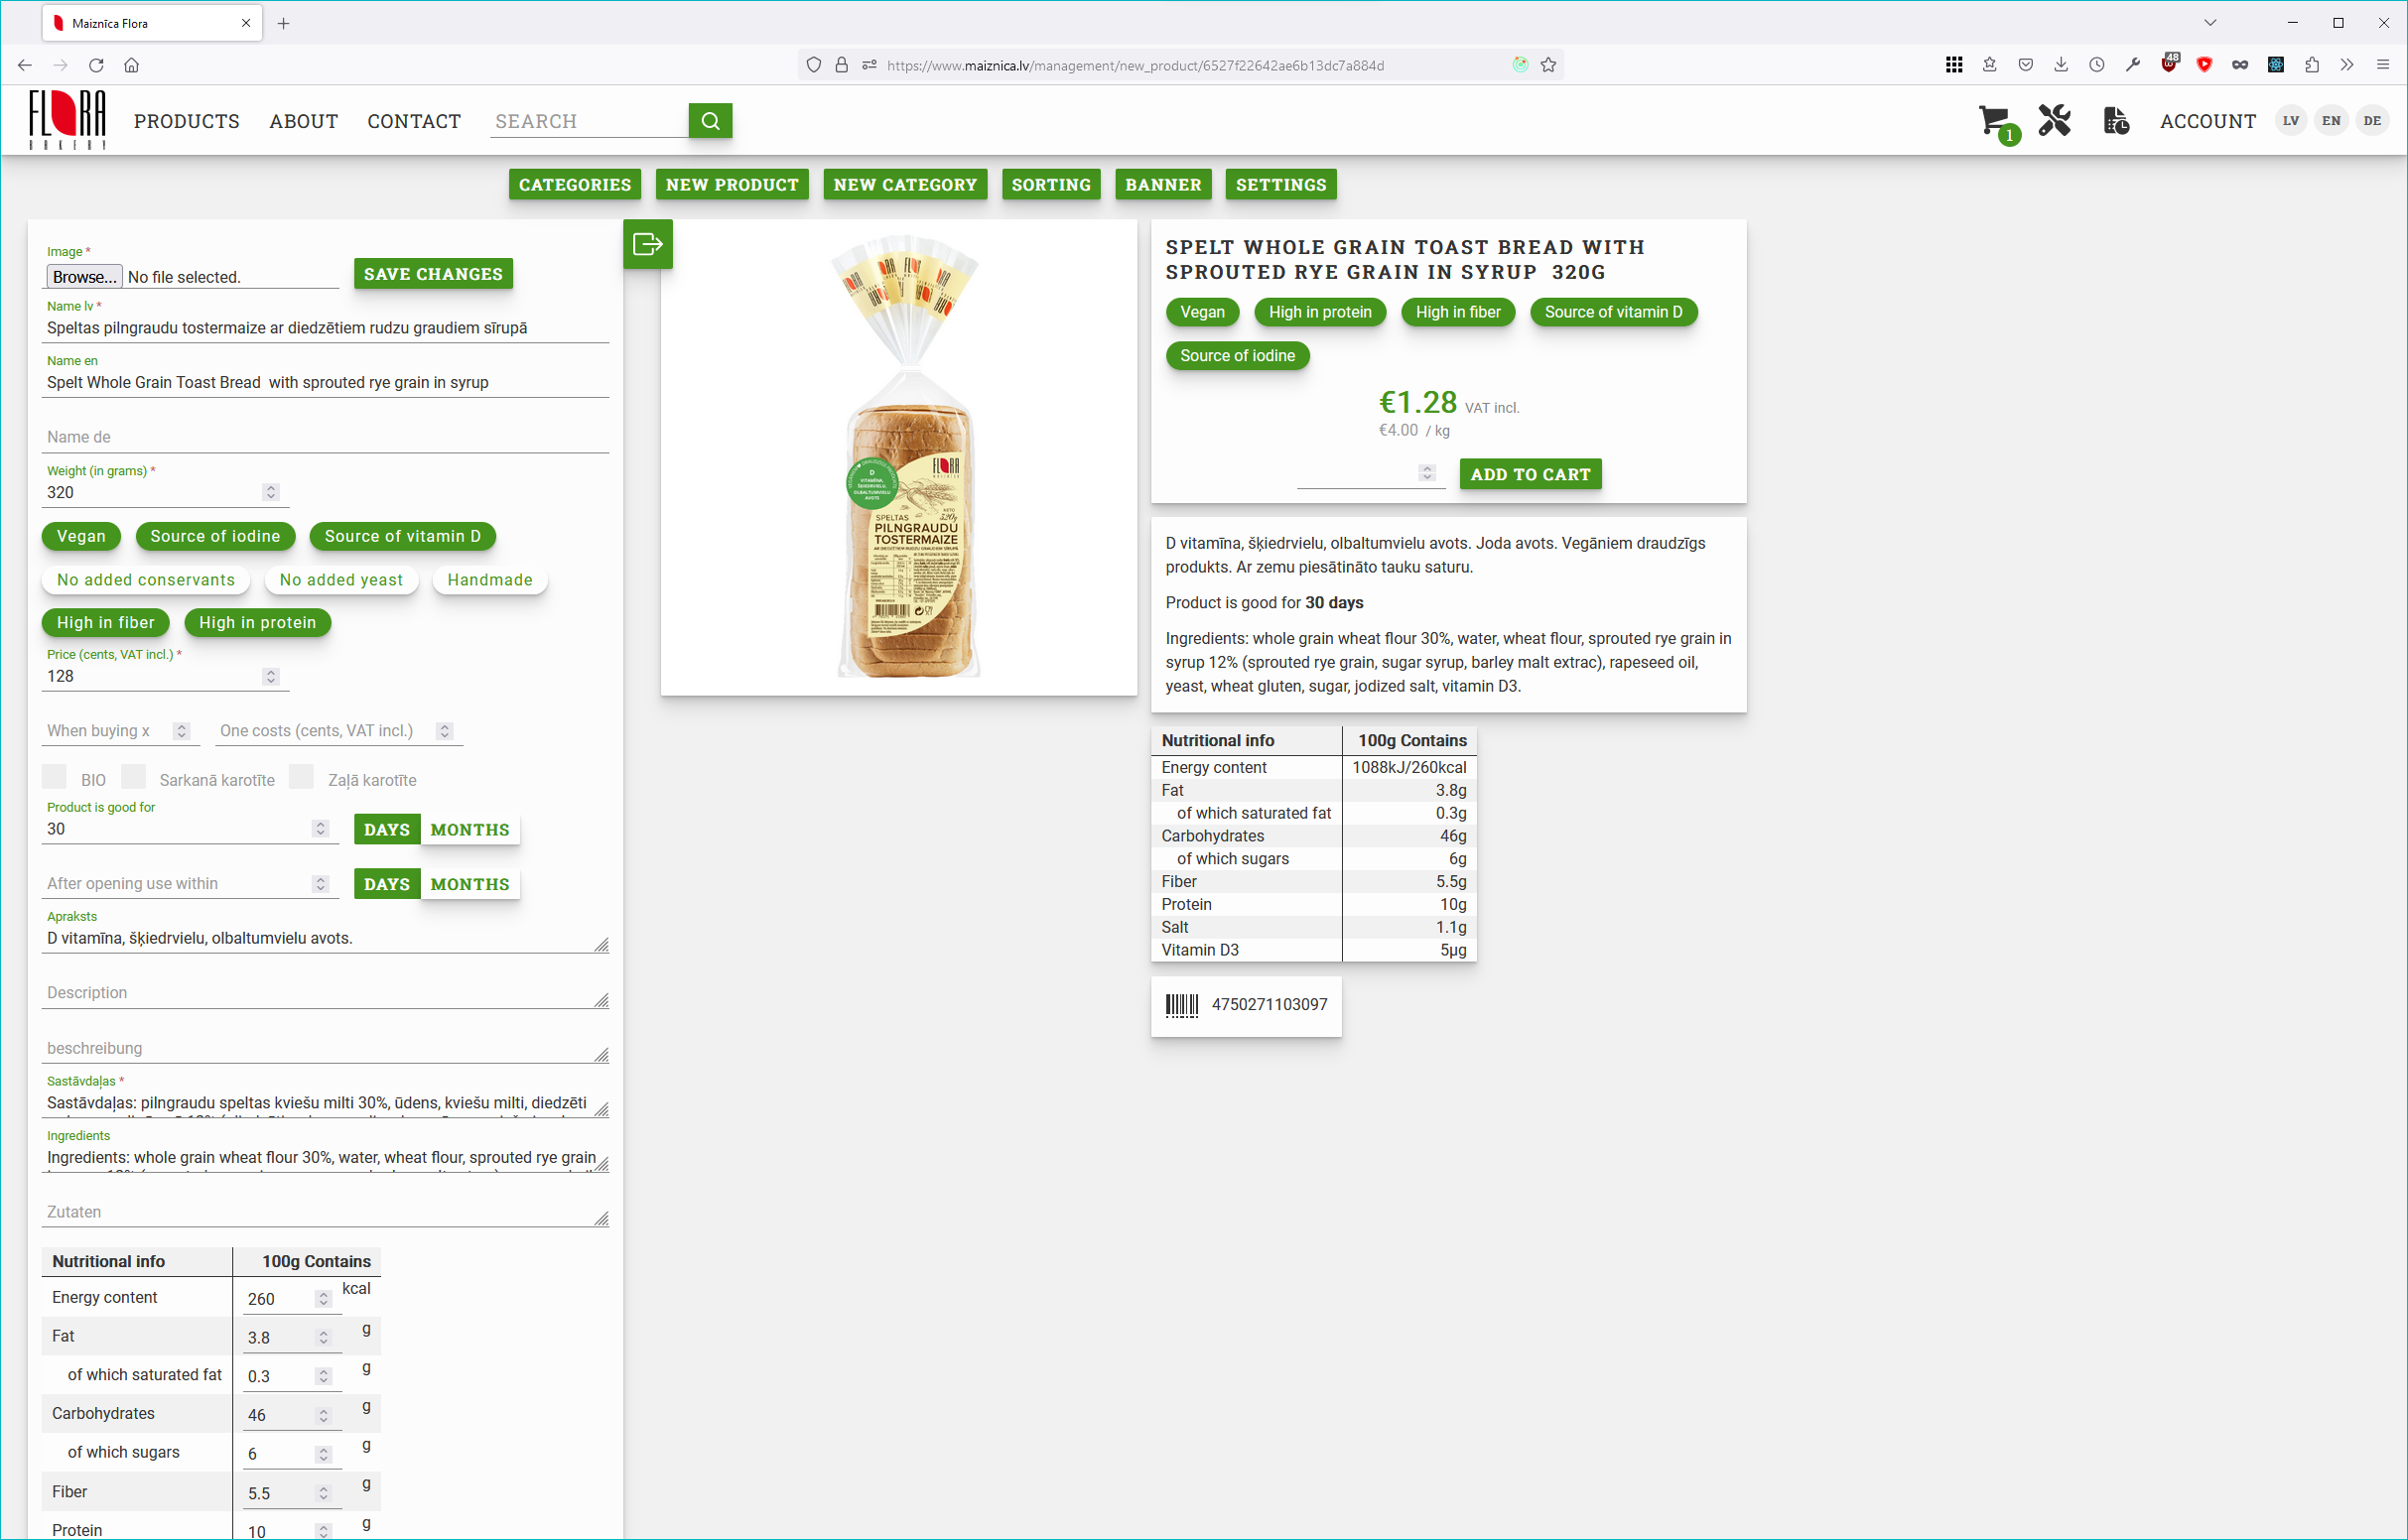 Maiznīca Flora
https://www.maiznica.lv/management/new_product/6527f22642ae6b13dc7a884d
48
FLORA
BAKERY
PRODUCTS
ABOUT
CONTACT
SEARCH
1
ACCOUNT
LV
EN
DE
CATEGORIES
NEW PRODUCT
NEW CATEGORY
SORTING
BANNER
SETTINGS
Image *
Browse... No file selected.
SAVE CHANGES
Name lv *
Speltas pilngraudu tostermaize ar diedzētiem rudzu graudiem sīrupā
Name en
Spelt Whole Grain Toast Bread  with sprouted rye grain in syrup
Name de
Weight (in grams) *
320
Vegan
Source of iodine
Source of vitamin D
No added conservants
No added yeast
Handmade
High in fiber
High in protein
Price (cents, VAT incl.) *
128
When buying x
One costs (cents, VAT incl.)
BIO
Sarkanā karotīte
Zaļā karotīte
Product is good for
30
DAYS
MONTHS
After opening use within
DAYS
MONTHS
Apraksts
D vitamīna, šķiedrvielu, olbaltumvielu avots.
Description
beschreibung
Sastāvdaļas *
Sastāvdaļas: pilngraudu speltas kviešu milti 30%, ūdens, kviešu milti, diedzēti
Ingredients
Ingredients: whole grain wheat flour 30%, water, wheat flour, sprouted rye grain
Zutaten
Nutritional info 100g Contains
Energy content 260 kcal
Fat 3.8 g
of which saturated fat 0.3 g
Carbohydrates 46 g
of which sugars 6 g
Fiber 5.5 g
Protein 10 g
FLORA
D
VITAMĪNA,
ŠĶIEDRVIELU,
OLBALTUMVIELU
AVOTS
SPELTAS
320g
PILNGRAUDU
TOSTERMAIZE
AR DIEDZĒTIEM RUDZU GRAUDIEM SĪRUPĀ
SPELT WHOLE GRAIN TOAST BREAD WITH
SPROUTED RYE GRAIN IN SYRUP  320G
Vegan
High in protein
High in fiber
Source of vitamin D
Source of iodine
€1.28 VAT incl.
€4.00 / kg
ADD TO CART
D vitamīna, šķiedrvielu, olbaltumvielu avots. Joda avots. Vegāniem draudzīgs
produkts. Ar zemu piesātināto tauku saturu.
Product is good for 30 days
Ingredients: whole grain wheat flour 30%, water, wheat flour, sprouted rye grain in
syrup 12% (sprouted rye grain, sugar syrup, barley malt extrac), rapeseed oil,
yeast, wheat gluten, sugar, jodized salt, vitamin D3.
Nutritional info 100g Contains
Energy content 1088kJ/260kcal
Fat 3.8g
of which saturated fat 0.3g
Carbohydrates 46g
of which sugars 6g
Fiber 5.5g
Protein 10g
Salt 1.1g
Vitamin D3 5µg
4750271103097